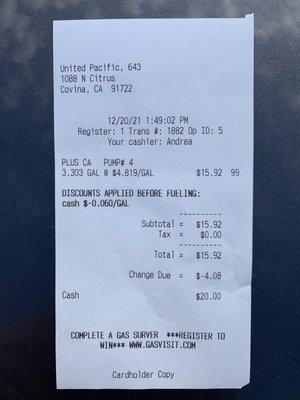 United Pacific, 643
1088 N Citrus
Covina, CA 91722
12/20/21 1:49:02 PM
Register: 1 Trans #: 1882 Op ID: 5
Your cashier: Andrea
PLUS CA PUMP# 4
3.303 GAL @ $4.819/GAL $15.92 99
DISCOUNTS APPLIED BEFORE FUELING:
cash $-0.060/GAL
----------
Subtotal = $15.92
Tax = $0.00
----------
Total = $15.92
Change Due = $-4.08
Cash $20.00
COMPLETE A GAS SURVER ***REGISTER TO
WIN*** WWW.GASVISIT.COM
Cardholder Copy